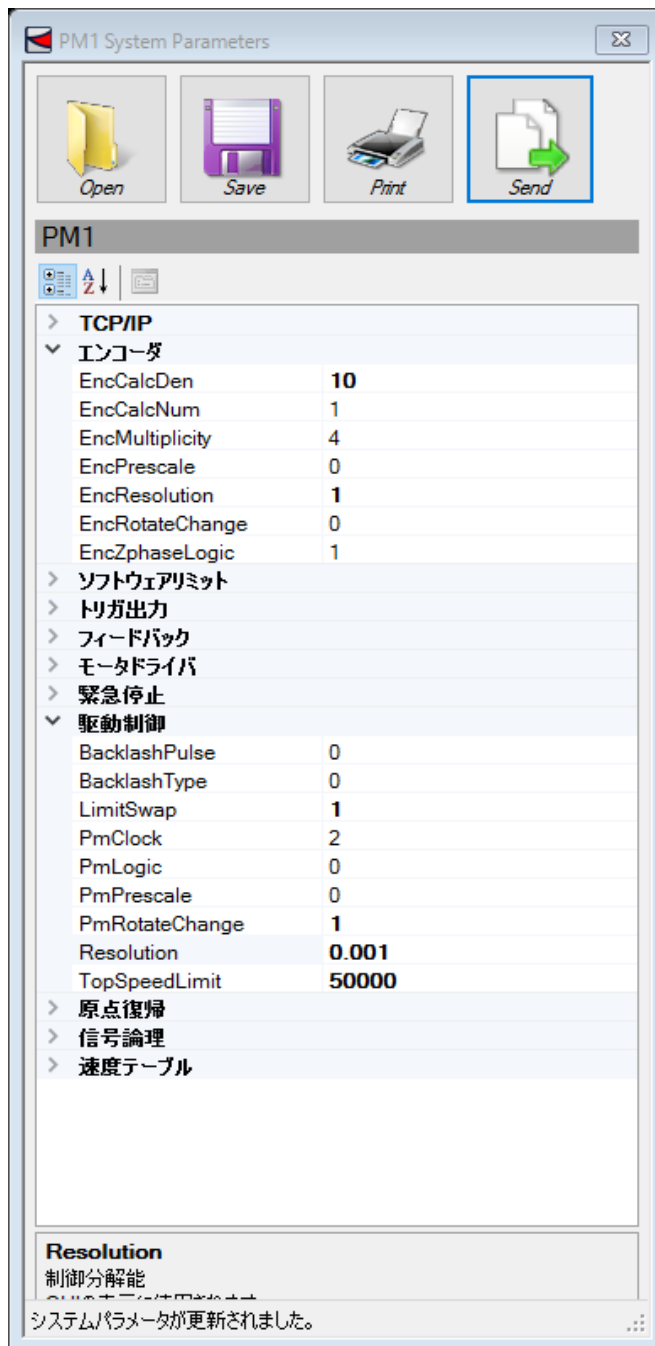 PM1 System Parameters
Open Save Print Send
PM1
TCP/IP
エンコーダ
EncCalcDen 10
EncCalcNum 1
EncMultiplicity 4
EncPrescale 0
EncResolution 1
EncRotateChange 0
EncZphaseLogic 1
ソフトウェアリミット
トリガ出力
フィードバック
モータドライバ
緊急停止
駆動制御
BacklashPulse 0
BacklashType 0
LimitSwap 1
PmClock 2
PmLogic 0
PmPrescale 0
PmRotateChange 1
Resolution 0.001
TopSpeedLimit 50000
原点復帰
信号論理
速度テーブル
Resolution
制御分解能
システムパラメータが更新されました。